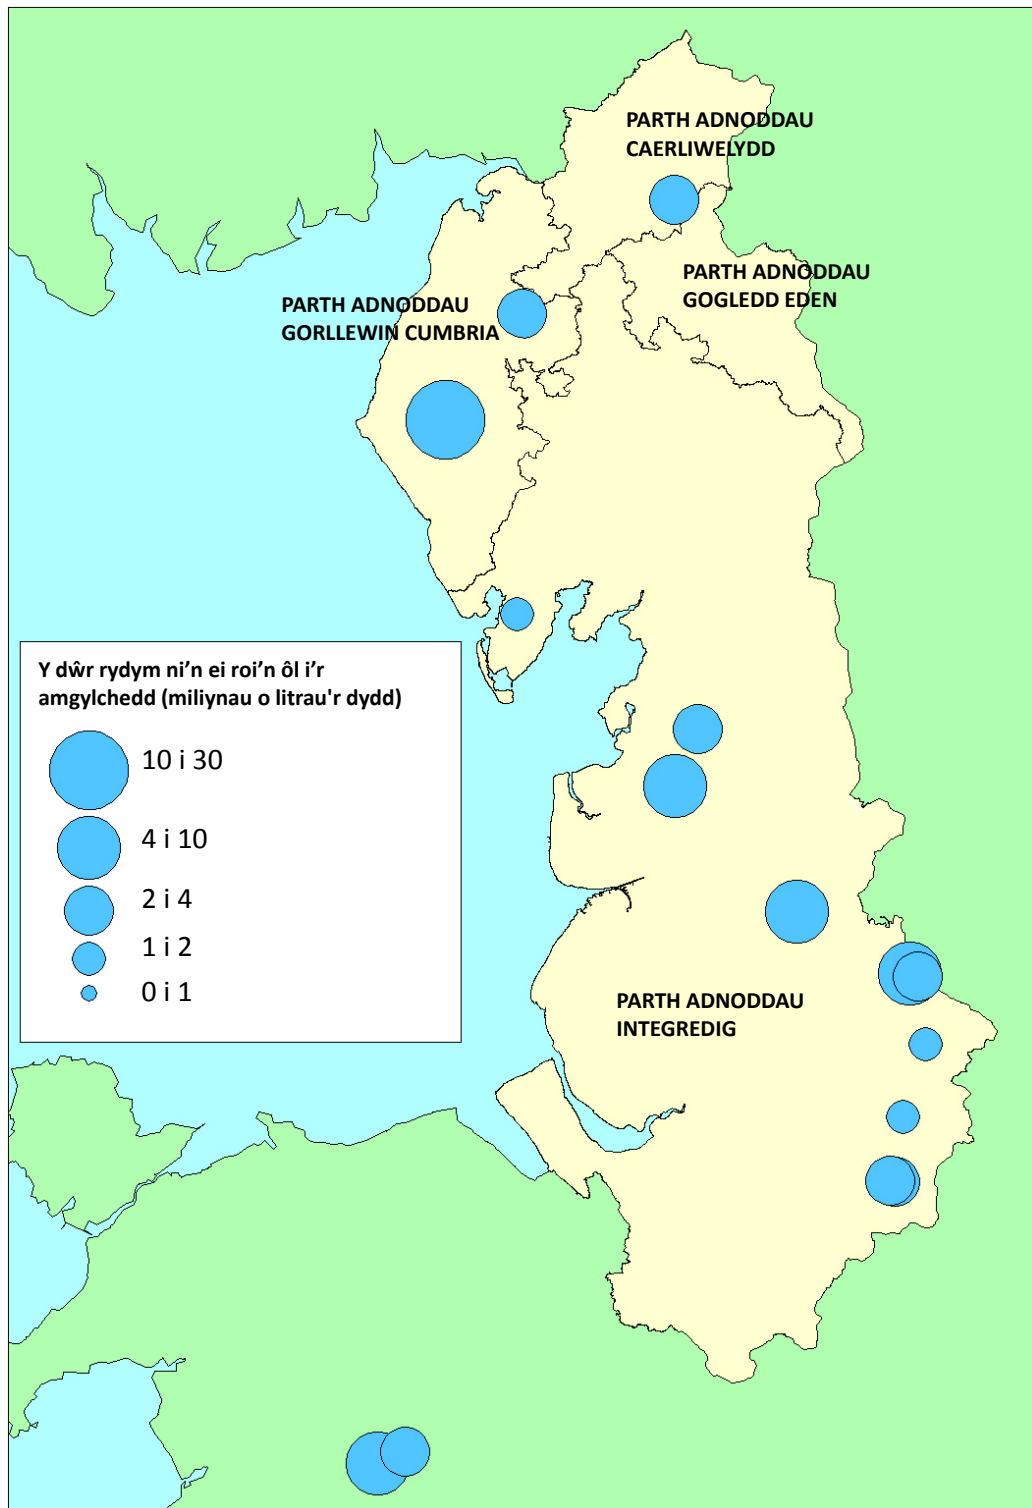 PARTH ADNODDAU
CAERLIWELYDD
PARTH ADNODDAU
GOGLEDD EDEN
PARTH ADNODDAU
GORLLEWIN CUMBRIA
Y dŵr rydym ni’n ei roi’n ôl i’r
amgylchedd (miliynau o litrau'r dydd)
10 i 30
4 i 10
2 i 4
1 i 2
0 i 1
PARTH ADNODDAU
INTEGREDIG